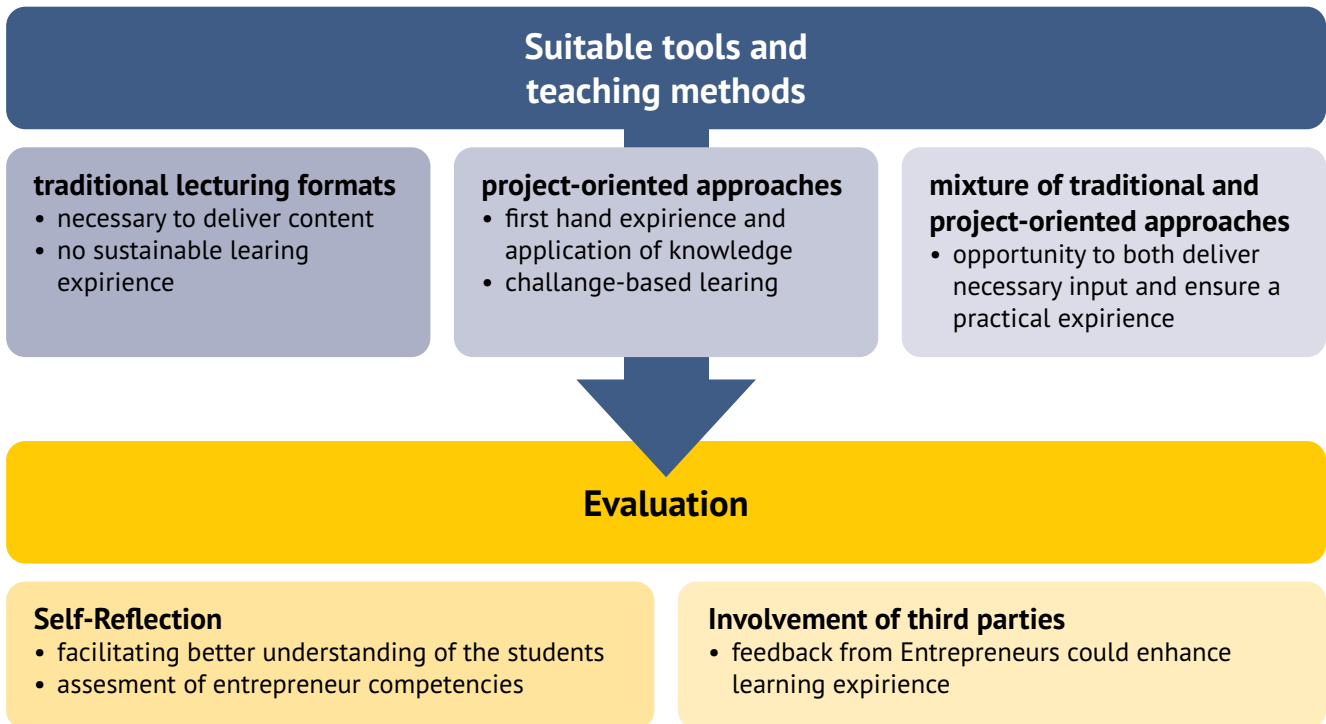 Suitable tools and
teaching methods
traditional lecturing formats
• necessary to deliver content
• no sustainable learing
expirience
project-oriented approaches
• first hand expirience and
application of knowledge
• challange-based learing
mixture of traditional and
project-oriented approaches
• opportunity to both deliver
necessary input and ensure a
practical expirience
Evaluation
Self-Reflection
• facilitating better understanding of the students
• assesment of entrepreneur competencies
Involvement of third parties
• feedback from Entrepreneurs could enhance
learning expirience